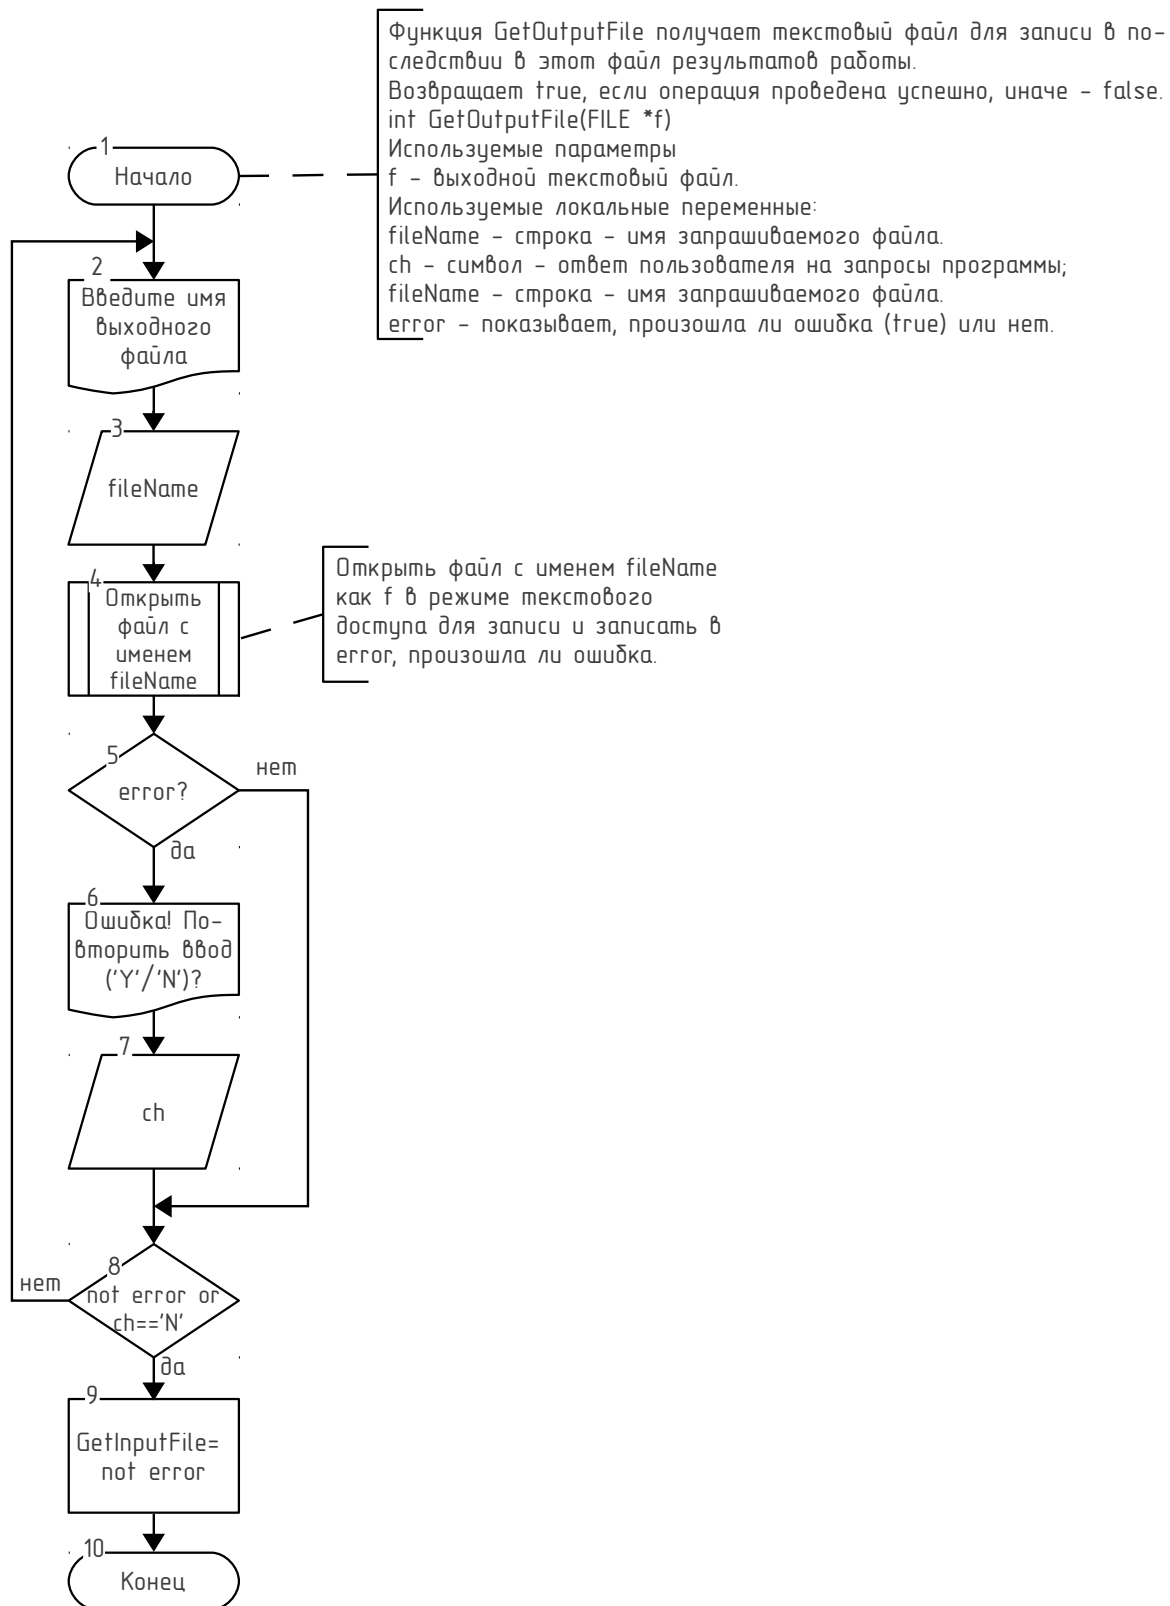 Функция GetOutputFile получает текстовый файл для записи в по-
следствии в этот файл результатов работы.
Возвращает true, если операция проведена успешно, иначе - false.
int GetOutputFile(FILE *f)
Используемые параметры
f - выходной текстовый файл.
Используемые локальные переменные:
fileName - строка - имя запрашиваемого файла.
ch - символ - ответ пользователя на запросы программы;
fileName - строка - имя запрашиваемого файла.
error - показывает, произошла ли ошибка (true) или нет.
1
Начало
2
Введите имя
выходного
файла
3
fileName
4
Открыть
файл с
именем
fileName
Открыть файл с именем fileName
как f в режиме текстового
доступа для записи и записать в
error, произошла ли ошибка.
5
error?
нет
да
6
Ошибка! По-
вторить ввод
('Y'/'N')?
7
ch
8
not error or
ch=='N'
нет
да
9
GetInputFile=
not error
10
Конец